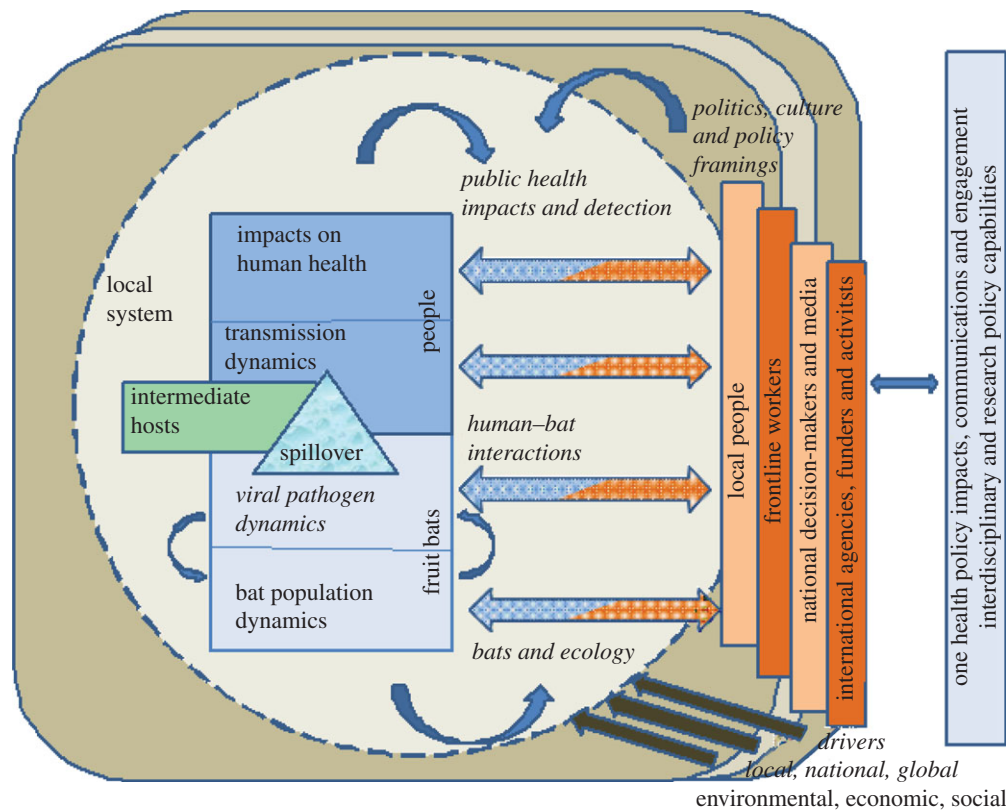 politics, culture
and policy
framings
public health
impacts and detection
impacts on
human health
people
local
system
transmission
dynamics
intermediate
hosts
spillover
human–bat
interactions
viral pathogen
dynamics
fruit bats
bat population
dynamics
bats and ecology
local people
frontline workers
national decision-makers and media
international agencies, funders and activitsts
one health policy impacts, communications and engagement
interdisciplinary and research policy capabilities
drivers
local, national, global
environmental, economic, social